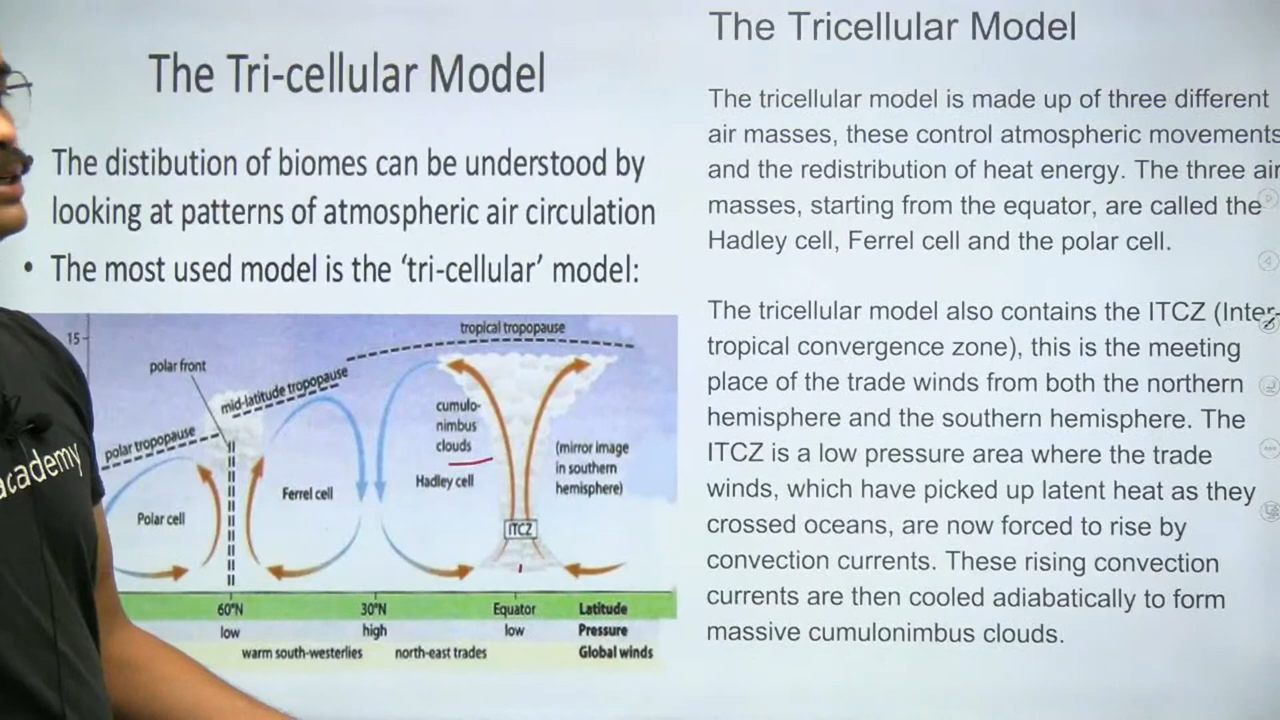 The Tri-cellular Model
The distibution of biomes can be understood by
looking at patterns of atmospheric air circulation
• The most used model is the ‘tri-cellular’ model:
tropical tropopause
15
polar front
mid-latitude tropopause
polar tropopause
cumulo-
nimbus
clouds
(mirror image
in southern
hemisphere)
Polar cell
Ferrel cell
Hadley cell
ITCZ
60°N 30°N Equator Latitude
low high low Pressure
warm south-westerlies north-east trades Global winds
The Tricellular Model
The tricellular model is made up of three different
air masses, these control atmospheric movements
and the redistribution of heat energy. The three air
masses, starting from the equator, are called the
Hadley cell, Ferrel cell and the polar cell.
The tricellular model also contains the ITCZ (Inter-
tropical convergence zone), this is the meeting
place of the trade winds from both the northern
hemisphere and the southern hemisphere. The
ITCZ is a low pressure area where the trade
winds, which have picked up latent heat as they
crossed oceans, are now forced to rise by
convection currents. These rising convection
currents are then cooled adiabatically to form
massive cumulonimbus clouds.
academy